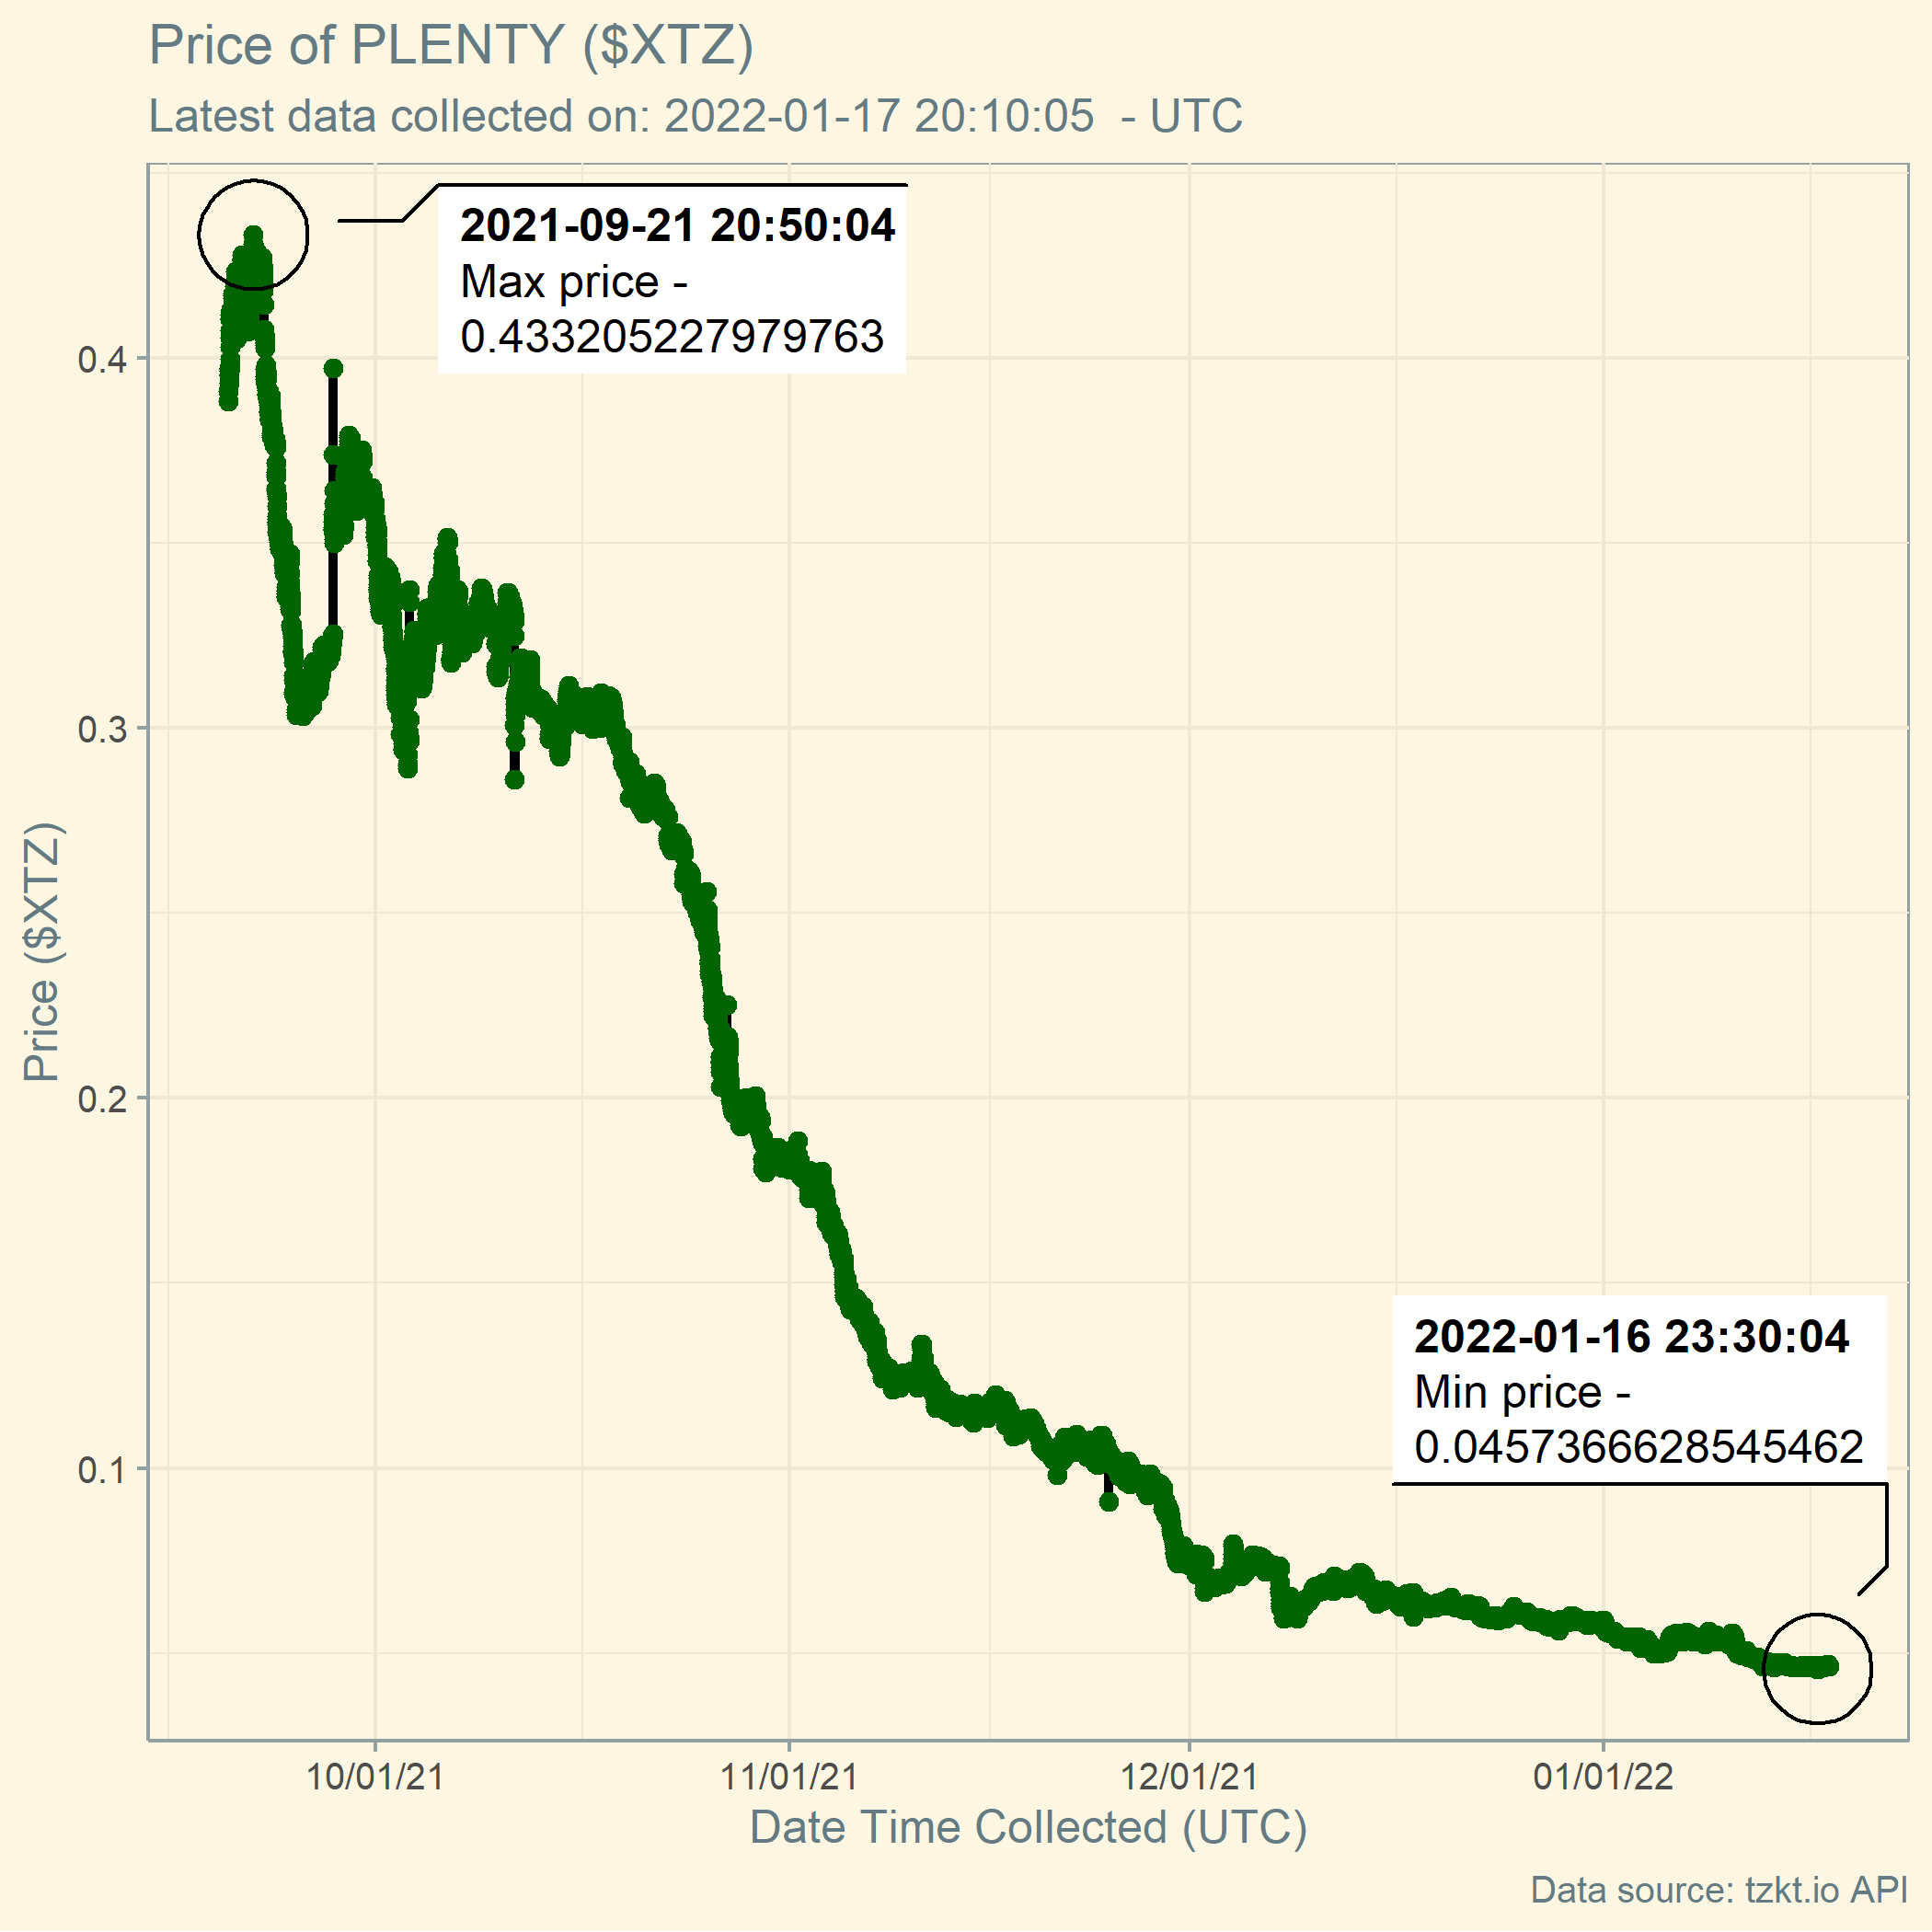 Price of PLENTY ($XTZ)
Latest data collected on: 2022-01-17 20:10:05  - UTC
2021-09-21 20:50:04
Max price -
0.433205227979763
0.4
0.3
Price ($XTZ)
0.2
2022-01-16 23:30:04
Min price -
0.0457366628545462
0.1
10/01/21
11/01/21
12/01/21
01/01/22
Date Time Collected (UTC)
Data source: tzkt.io API